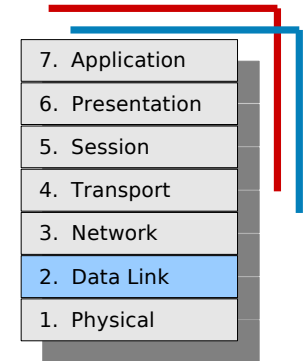 7. Application
6. Presentation
5. Session
4. Transport
3. Network
2. Data Link
1. Physical